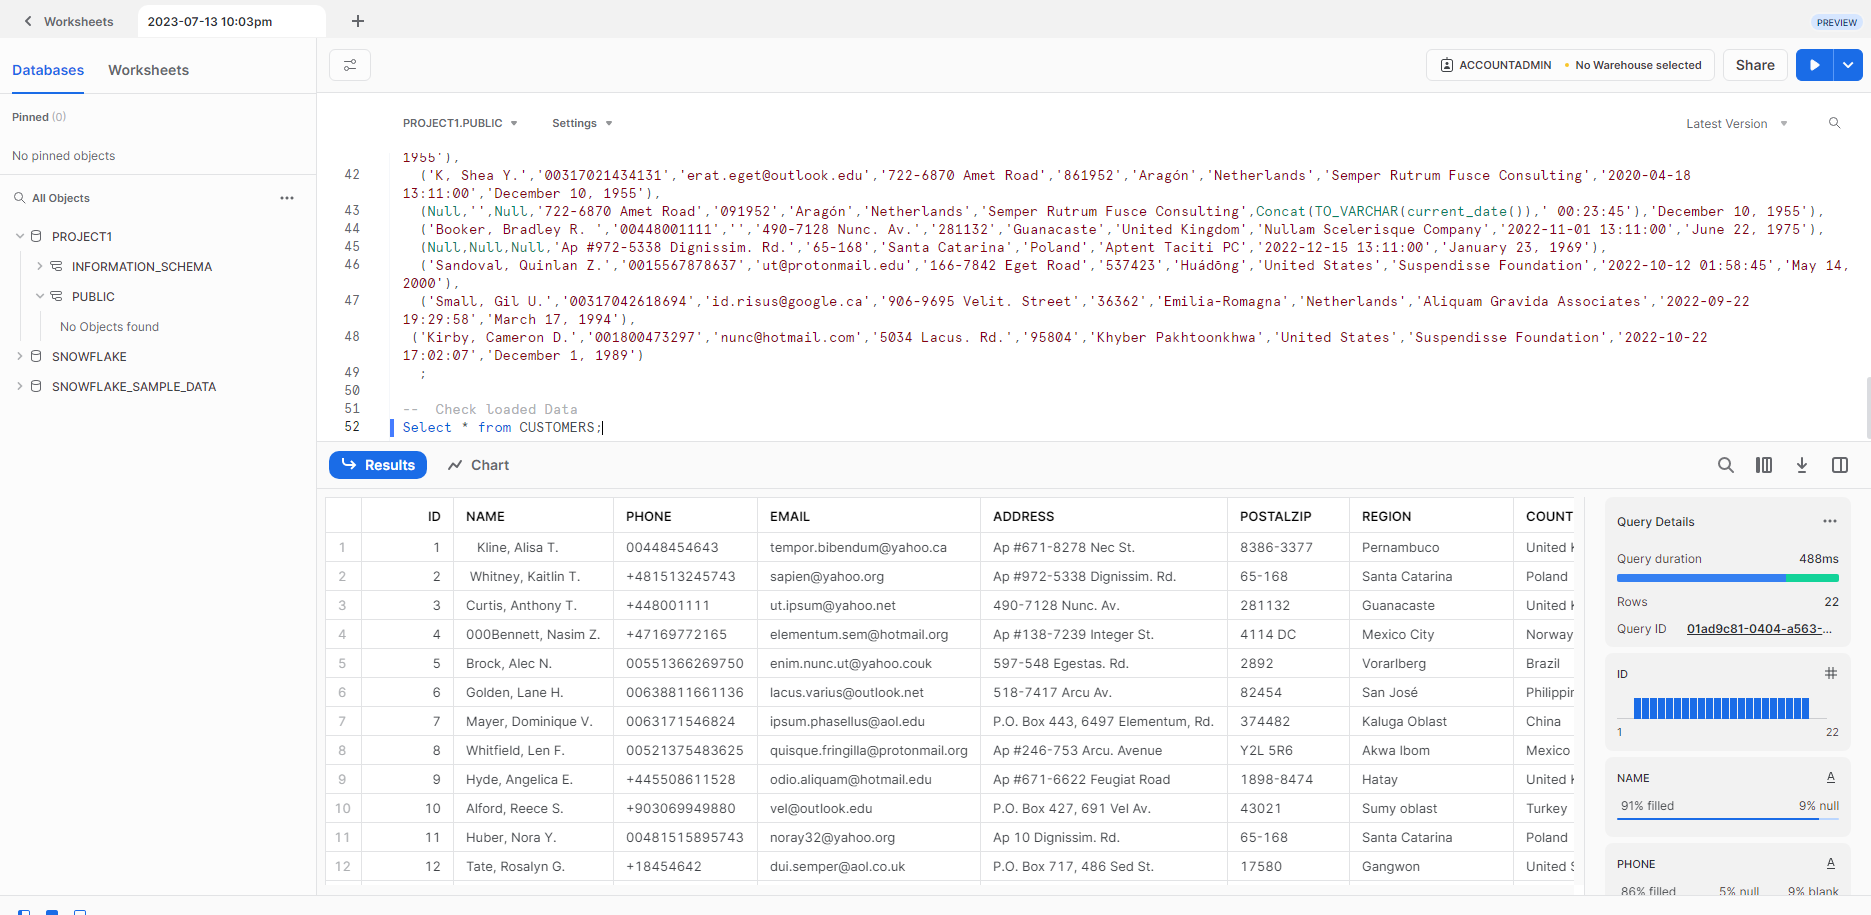 Worksheets
2023-07-13 10:03pm
PREVIEW
Databases
Worksheets
Pinned (0)
No pinned objects
All Objects
PROJECT1
INFORMATION_SCHEMA
PUBLIC
No Objects found
SNOWFLAKE
SNOWFLAKE_SAMPLE_DATA
ACCOUNTADMIN
No Warehouse selected
Share
PROJECT1.PUBLIC
Settings
Latest Version
1955'),
42 ('K, Shea Y.','00317021434131','erat.eget@outlook.edu','722-6870 Amet Road','861952','Aragón','Netherlands','Semper Rutrum Fusce Consulting','2020-04-18
13:11:00','December 10, 1955'),
43 (Null,'',Null,'722-6870 Amet Road','091952','Aragón','Netherlands','Semper Rutrum Fusce Consulting',Concat(TO_VARCHAR(current_date()),' 00:23:45'),'December 10, 1955'),
44 ('Booker, Bradley R. ','00448001111','','490-7128 Nunc. Av.','281132','Guanacaste','United Kingdom','Nullam Scelerisque Company','2022-11-01 13:11:00','June 22, 1975'),
45 (Null,Null,Null,'Ap #972-5338 Dignissim. Rd.','65-168','Santa Catarina','Poland','Aptent Taciti PC','2022-12-15 13:11:00','January 23, 1969'),
46 ('Sandoval, Quinlan Z.','0015567878637','ut@protonmail.edu','166-7842 Eget Road','537423','Huádōng','United States','Suspendisse Foundation','2022-10-12 01:58:45','May 14,
2000'),
47 ('Small, Gil U.','00317042618694','id.risus@google.ca','906-9695 Velit. Street','36362','Emilia-Romagna','Netherlands','Aliquam Gravida Associates','2022-09-22
19:29:58','March 17, 1994'),
48 ('Kirby, Cameron D.','001800473297','nunc@hotmail.com','5034 Lacus. Rd.','95804','Khyber Pakhtoonkhwa','United States','Suspendisse Foundation','2022-10-22
17:02:07','December 1, 1989')
49 ;
50
51 -- Check loaded Data
52 Select * from CUSTOMERS;
Results
Chart
ID NAME PHONE EMAIL ADDRESS POSTALZIP REGION COUNT
1 1 Kline, Alisa T. 00448454643 tempor.bibendum@yahoo.ca Ap #671-8278 Nec St. 8386-3377 Pernambuco United
2 2 Whitney, Kaitlin T. +481513245743 sapien@yahoo.org Ap #972-5338 Dignissim. Rd. 65-168 Santa Catarina Poland
3 3 Curtis, Anthony T. +448001111 ut.ipsum@yahoo.net 490-7128 Nunc. Av. 281132 Guanacaste United
4 4 000Bennett, Nasim Z. +47169772165 elementum.sem@hotmail.org Ap #138-7239 Integer St. 4114 DC Mexico City Norway
5 5 Brock, Alec N. 00551366269750 enim.nunc.ut@yahoo.couk 597-548 Egestas. Rd. 2892 Vorarlberg Brazil
6 6 Golden, Lane H. 00638811661136 lacus.varius@outlook.net 518-7417 Arcu Av. 82454 San José Philippin
7 7 Mayer, Dominique V. 0063171546824 ipsum.phasellus@aol.edu P.O. Box 443, 6497 Elementum, Rd. 374482 Kaluga Oblast China
8 8 Whitfield, Len F. 00521375483625 quisque.fringilla@protonmail.org Ap #246-753 Arcu. Avenue Y2L 5R6 Akwa Ibom Mexico
9 9 Hyde, Angelica E. +445508611528 odio.aliquam@hotmail.edu Ap #671-6622 Feugiat Road 1898-8474 Hatay United
10 10 Alford, Reece S. +903069949880 vel@outlook.edu P.O. Box 427, 691 Vel Av. 43021 Sumy oblast Turkey
11 11 Huber, Nora Y. 00481515895743 noray32@yahoo.org Ap 10 Dignissim. Rd. 65-168 Santa Catarina Poland
12 12 Tate, Rosalyn G. +18454642 dui.semper@aol.co.uk P.O. Box 717, 486 Sed St. 17580 Gangwon United S
Query Details
Query duration 488ms
Rows 22
Query ID 01ad9c81-0404-a563-...
ID
1 22
NAME
91% filled 9% null
PHONE
86% filled 5% null 9% blank